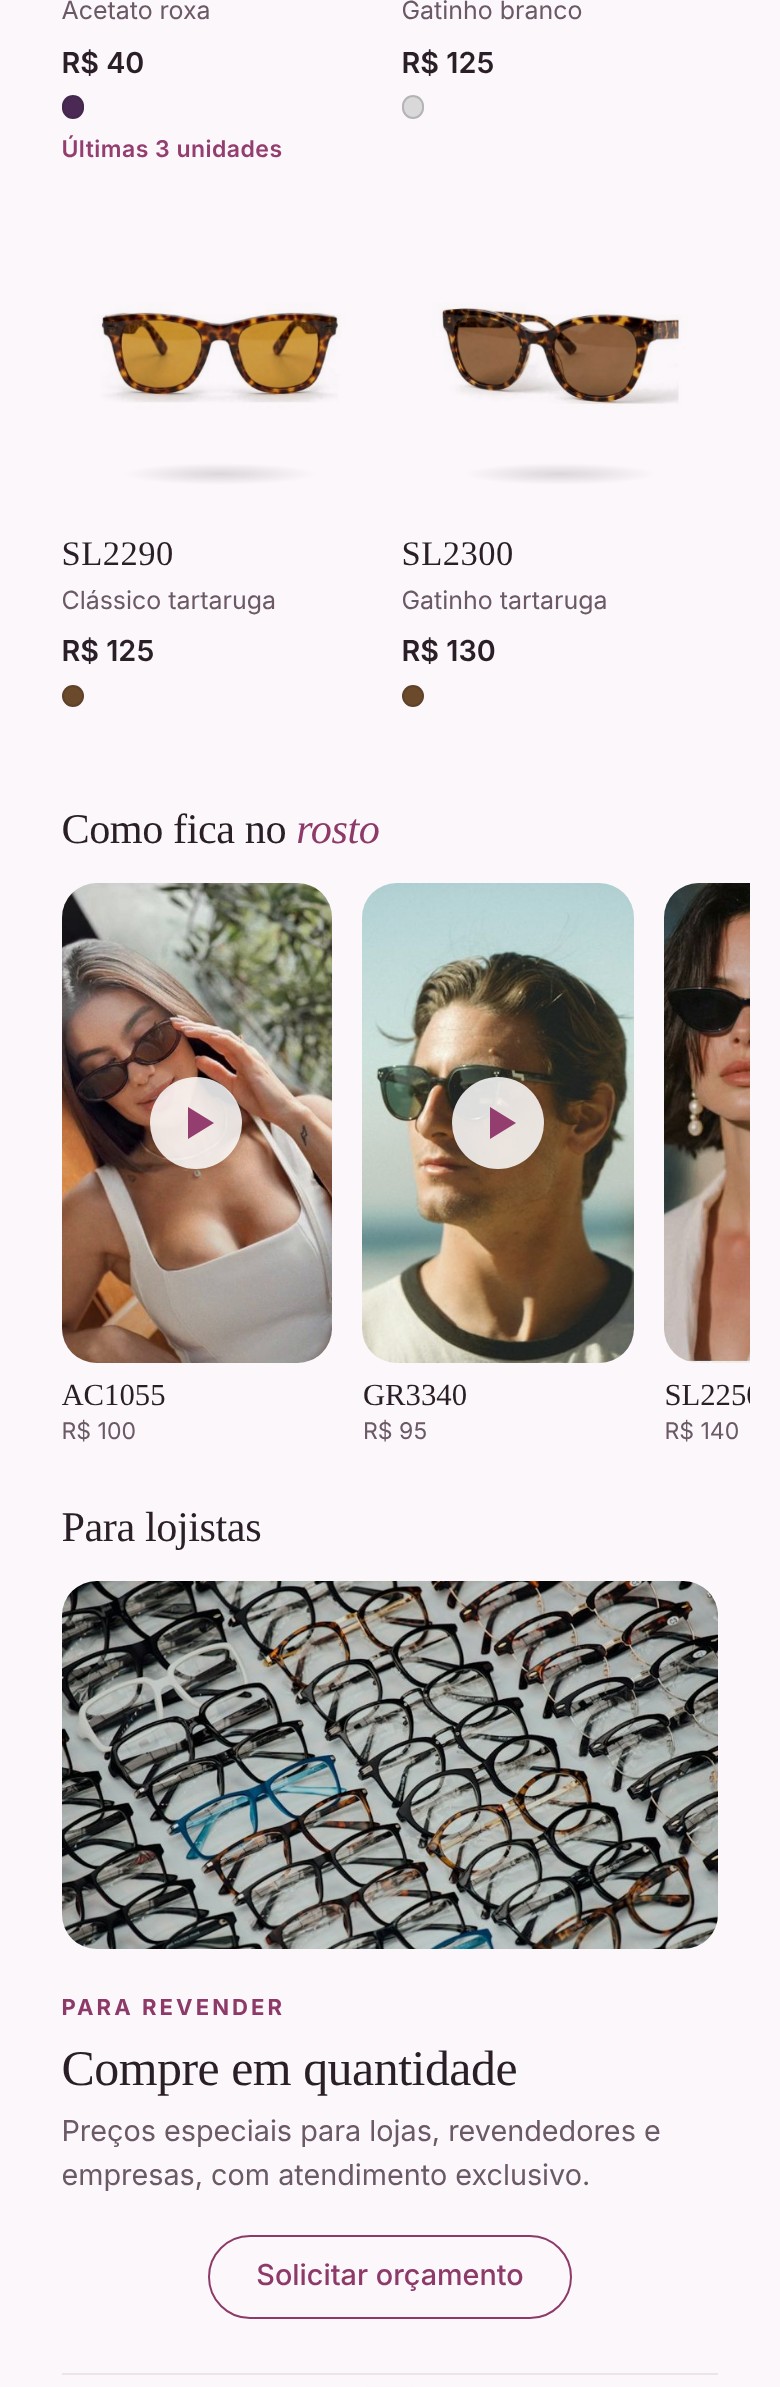 Acetato roxa
Gatinho branco
R$ 40
R$ 125
Últimas 3 unidades
SL2290
SL2300
Clássico tartaruga
Gatinho tartaruga
R$ 125
R$ 130
Como fica no rosto
AC1055
GR3340
SL2250
R$ 100
R$ 95
R$ 140
Para lojistas
PARA REVENDER
Compre em quantidade
Preços especiais para lojas, revendedores e
empresas, com atendimento exclusivo.
Solicitar orçamento